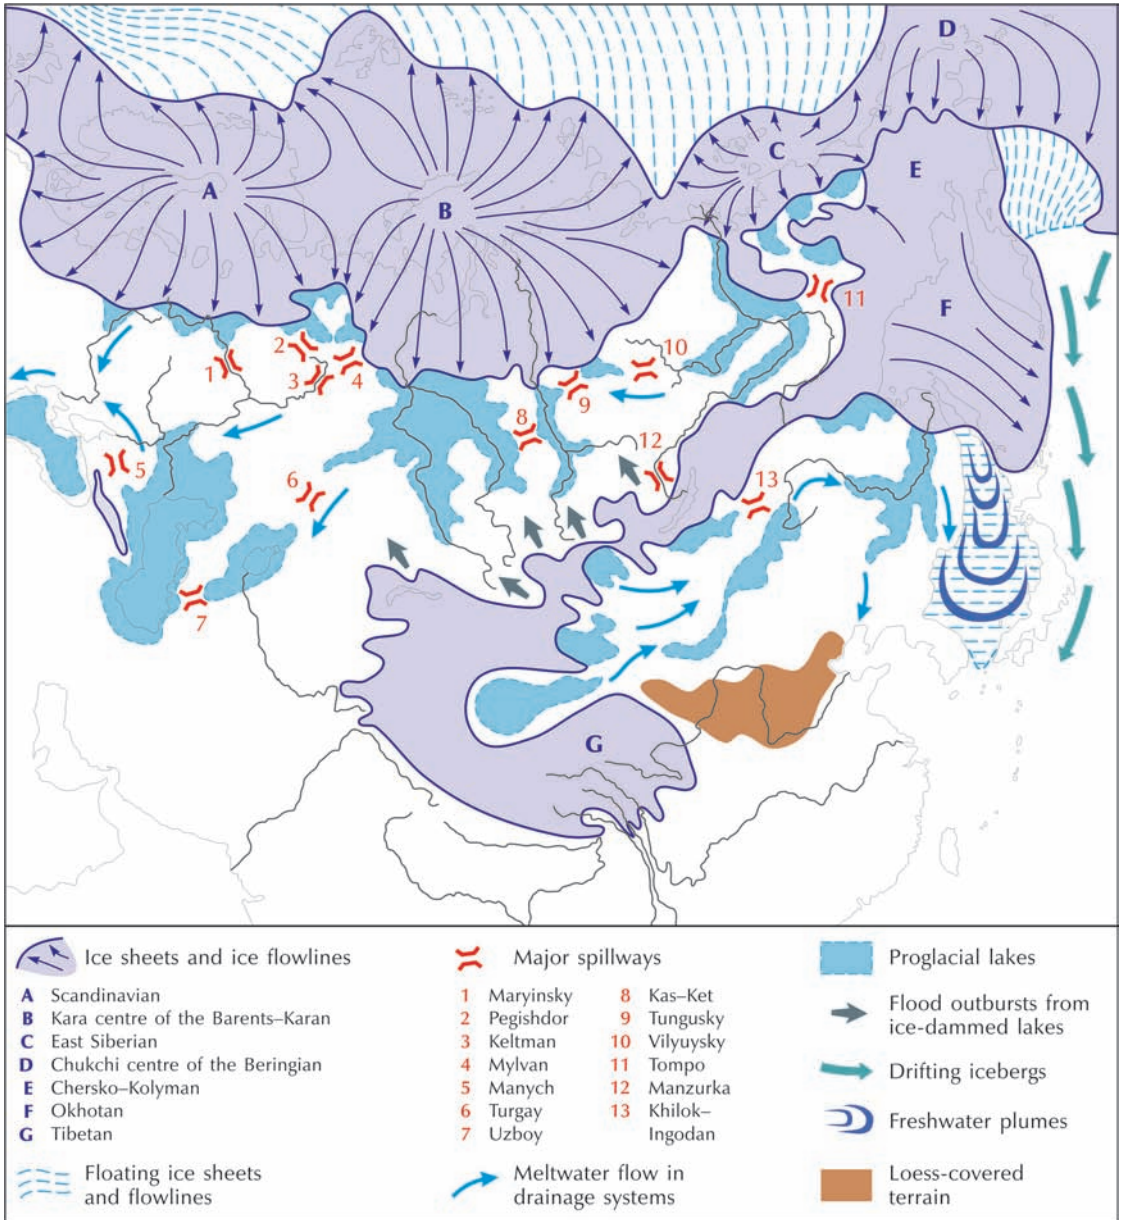 D
C
E
A
B
F
11
10
2
1
3
4
9
8
12
5
6
13
7
G
Ice sheets and ice flowlines
A Scandinavian
B Kara centre of the Barents–Karan
C East Siberian
D Chukchi centre of the Beringian
E Chersko–Kolyman
F Okhotan
G Tibetan
Floating ice sheets
and flowlines
Major spillways
1 Maryinsky
2 Pegishdor
3 Keltman
4 Mylvan
5 Manych
6 Turgay
7 Uzboy
8 Kas–Ket
9 Tungusky
10 Vilyuysky
11 Tompo
12 Manzurka
13 Khilok–
Ingodan
Meltwater flow in
drainage systems
Proglacial lakes
Flood outbursts from
ice-dammed lakes
Drifting icebergs
Freshwater plumes
Loess-covered
terrain